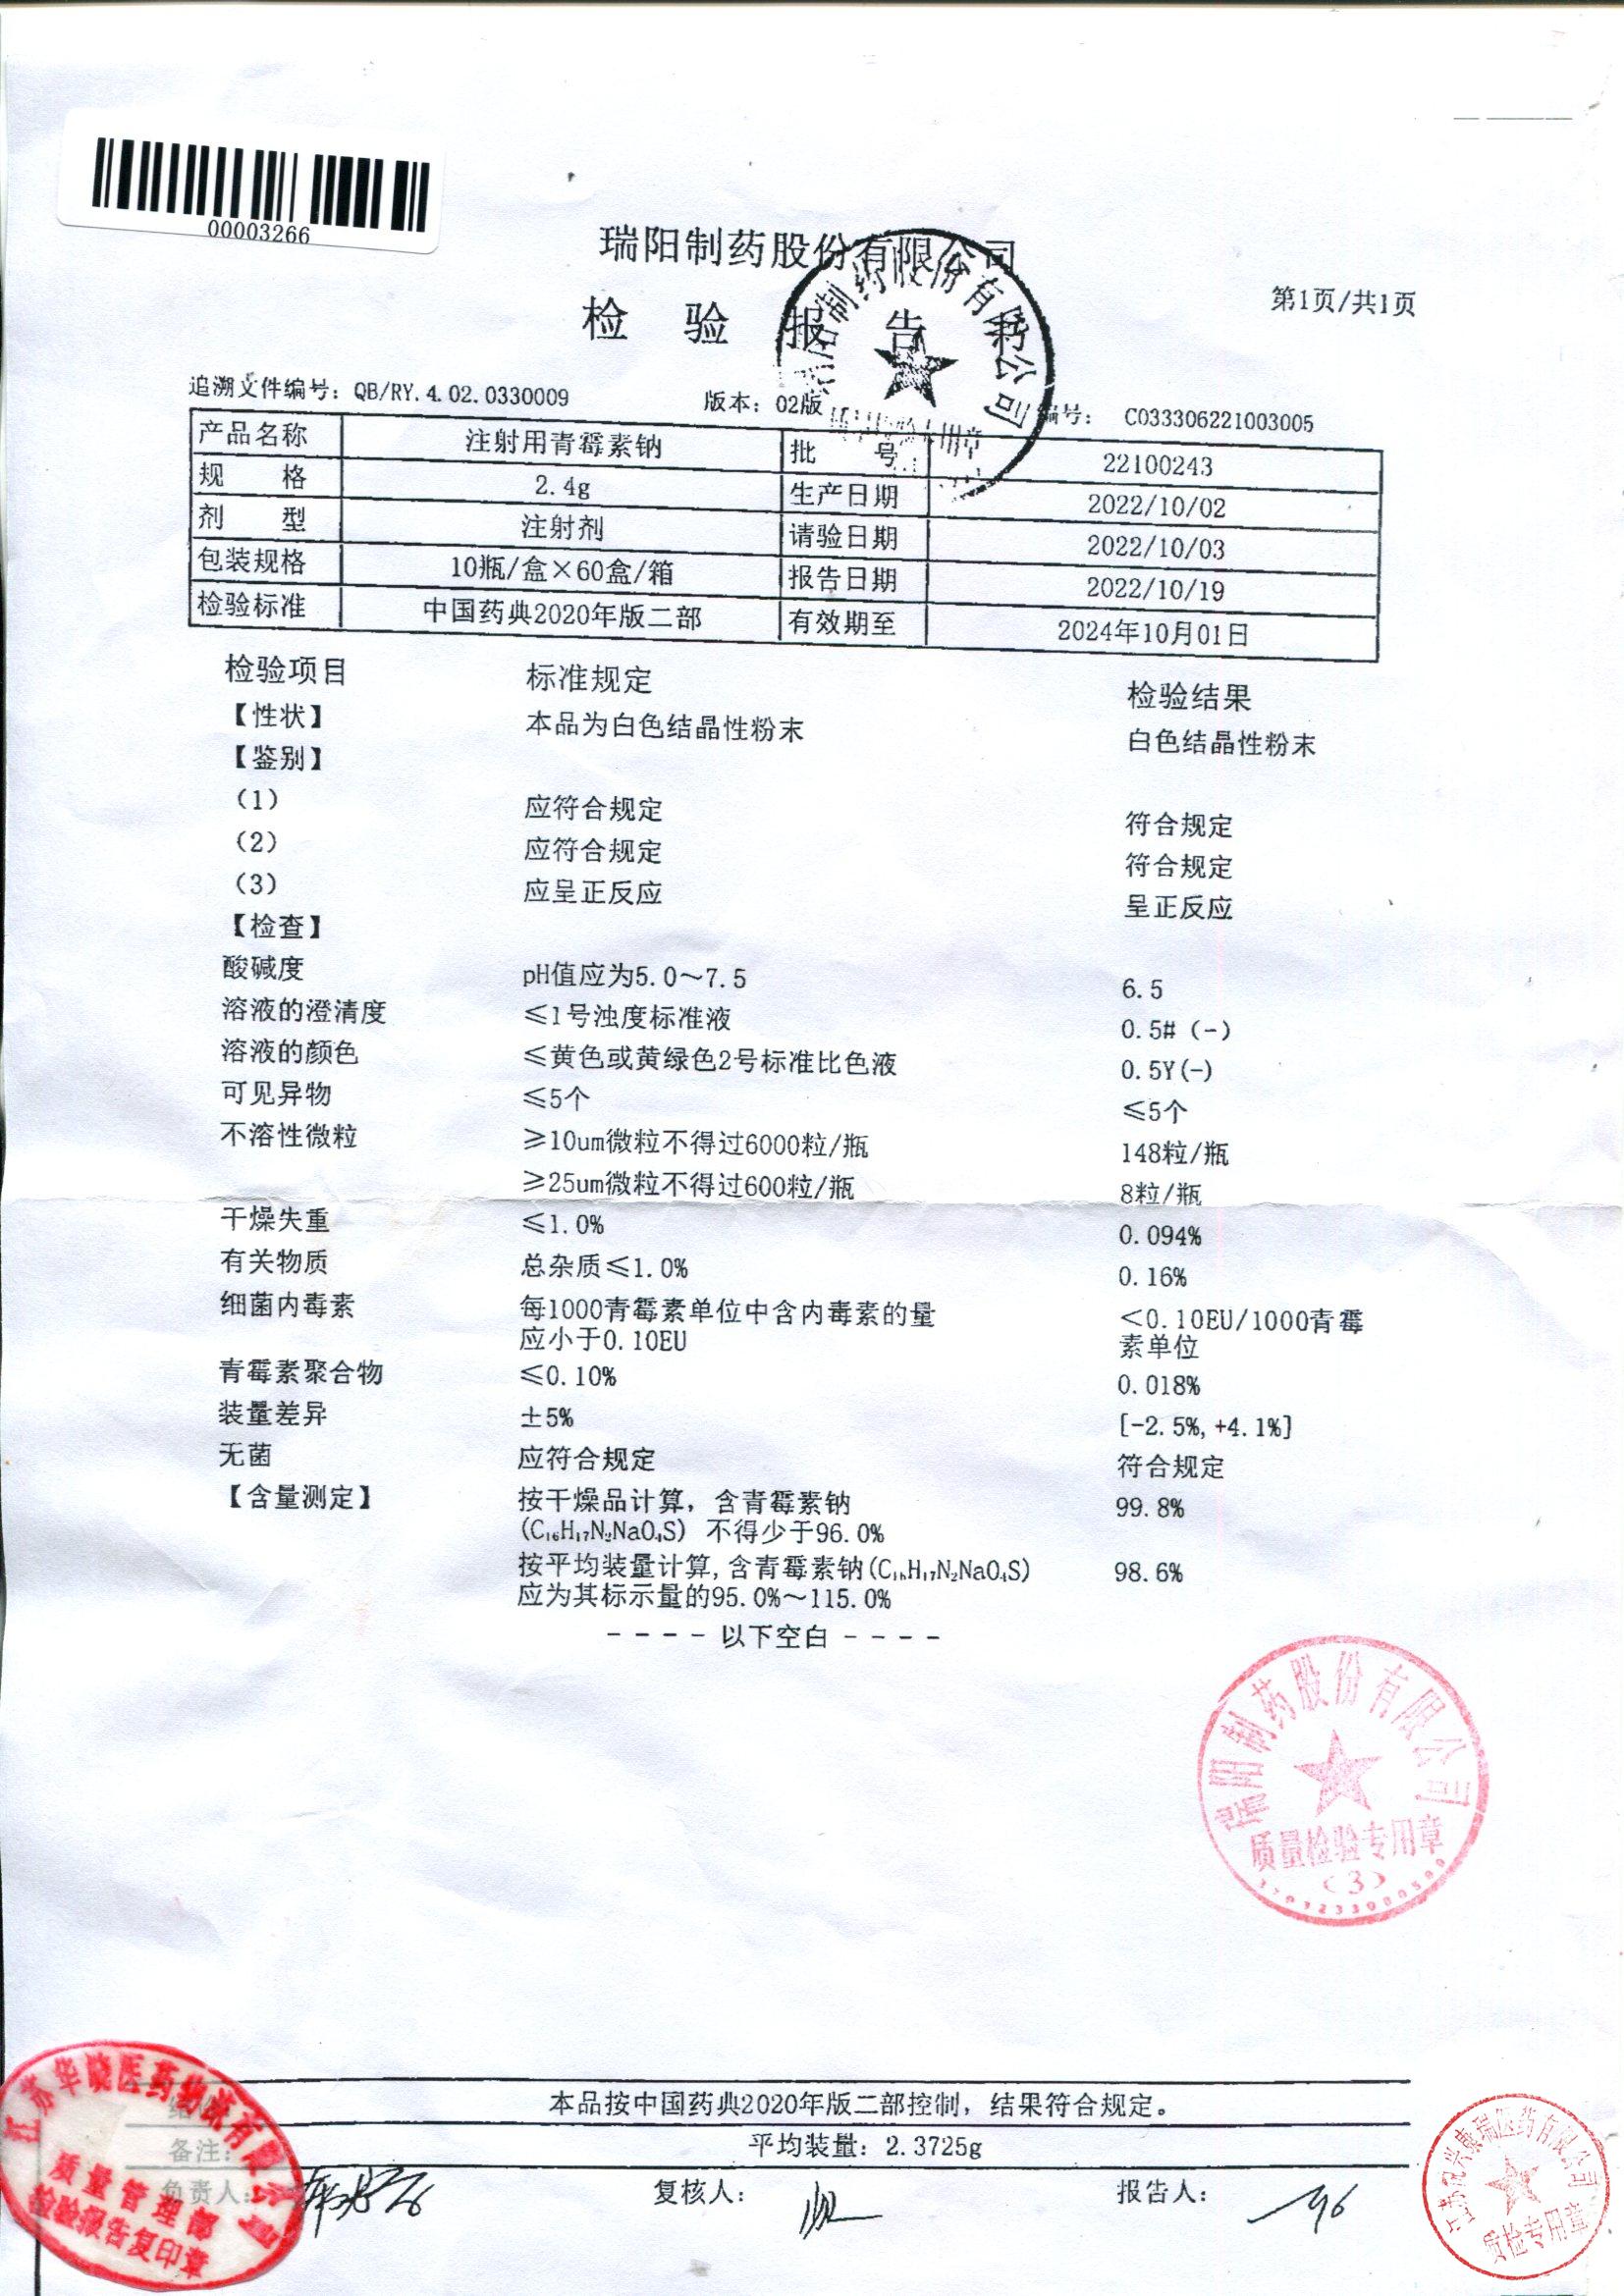 00003266
瑞阳制药股份有限公司
检 验 报 告
第1页/共1页
追溯文件编号：QB/RY.4.02.0330009 版本：02版 编号：C033306221003005
产品名称 注射用青霉素钠 批 号 22100243
规 格 2.4g 生产日期 2022/10/02
剂 型 注射剂 请验日期 2022/10/03
包装规格 10瓶/盒×60盒/箱 报告日期 2022/10/19
检验标准 中国药典2020年版二部 有效期至 2024年10月01日
检验项目 标准规定 检验结果
【性状】 本品为白色结晶性粉末 白色结晶性粉末
【鉴别】
(1) 应符合规定 符合规定
(2) 应符合规定 符合规定
(3) 应呈正反应 呈正反应
【检查】
酸碱度 pH值应为5.0～7.5 6.5
溶液的澄清度 ≤1号浊度标准液 0.5#(-)
溶液的颜色 ≤黄色或黄绿色2号标准比色液 0.5Y(-)
可见异物 ≤5个 ≤5个
不溶性微粒 ≥10um微粒不得过6000粒/瓶 148粒/瓶
≥25um微粒不得过600粒/瓶 8粒/瓶
干燥失重 ≤1.0% 0.094%
有关物质 总杂质≤1.0% 0.16%
细菌内毒素 每1000青霉素单位中含内毒素的量 ＜0.10EU/1000青霉
应小于0.10EU 素单位
青霉素聚合物 ≤0.10% 0.018%
装量差异 ±5% [-2.5%,+4.1%]
无菌 应符合规定 符合规定
【含量测定】 按干燥品计算，含青霉素钠 99.8%
(C₁₆H₁₇N₂NaO₄S) 不得少于96.0%
按平均装量计算,含青霉素钠(C₁₆H₁₇N₂NaO₄S) 98.6%
应为其标示量的95.0%～115.0%
----以下空白----
瑞阳制药股份有限公司
质量检验专用章
(3)
本品按中国药典2020年版二部控制，结果符合规定。
备注： 平均装量：2.3725g
负责人： 复核人： 报告人：
江苏华晓医药物流有限公司
质量管理部
检验报告复印章
质检专用章